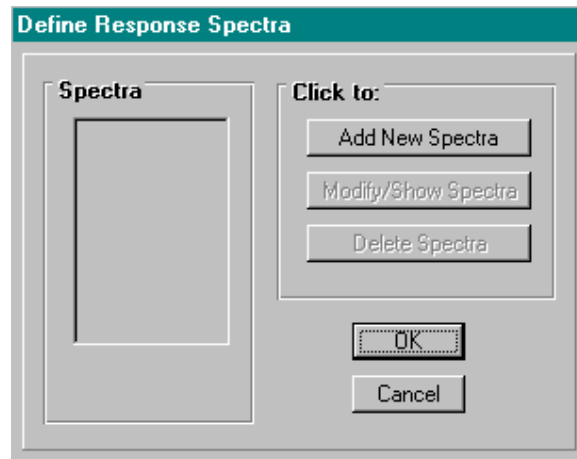 Define Response Spectra
Spectra
Click to:
Add New Spectra
Modify/Show Spectra
Delete Spectra
OK
Cancel